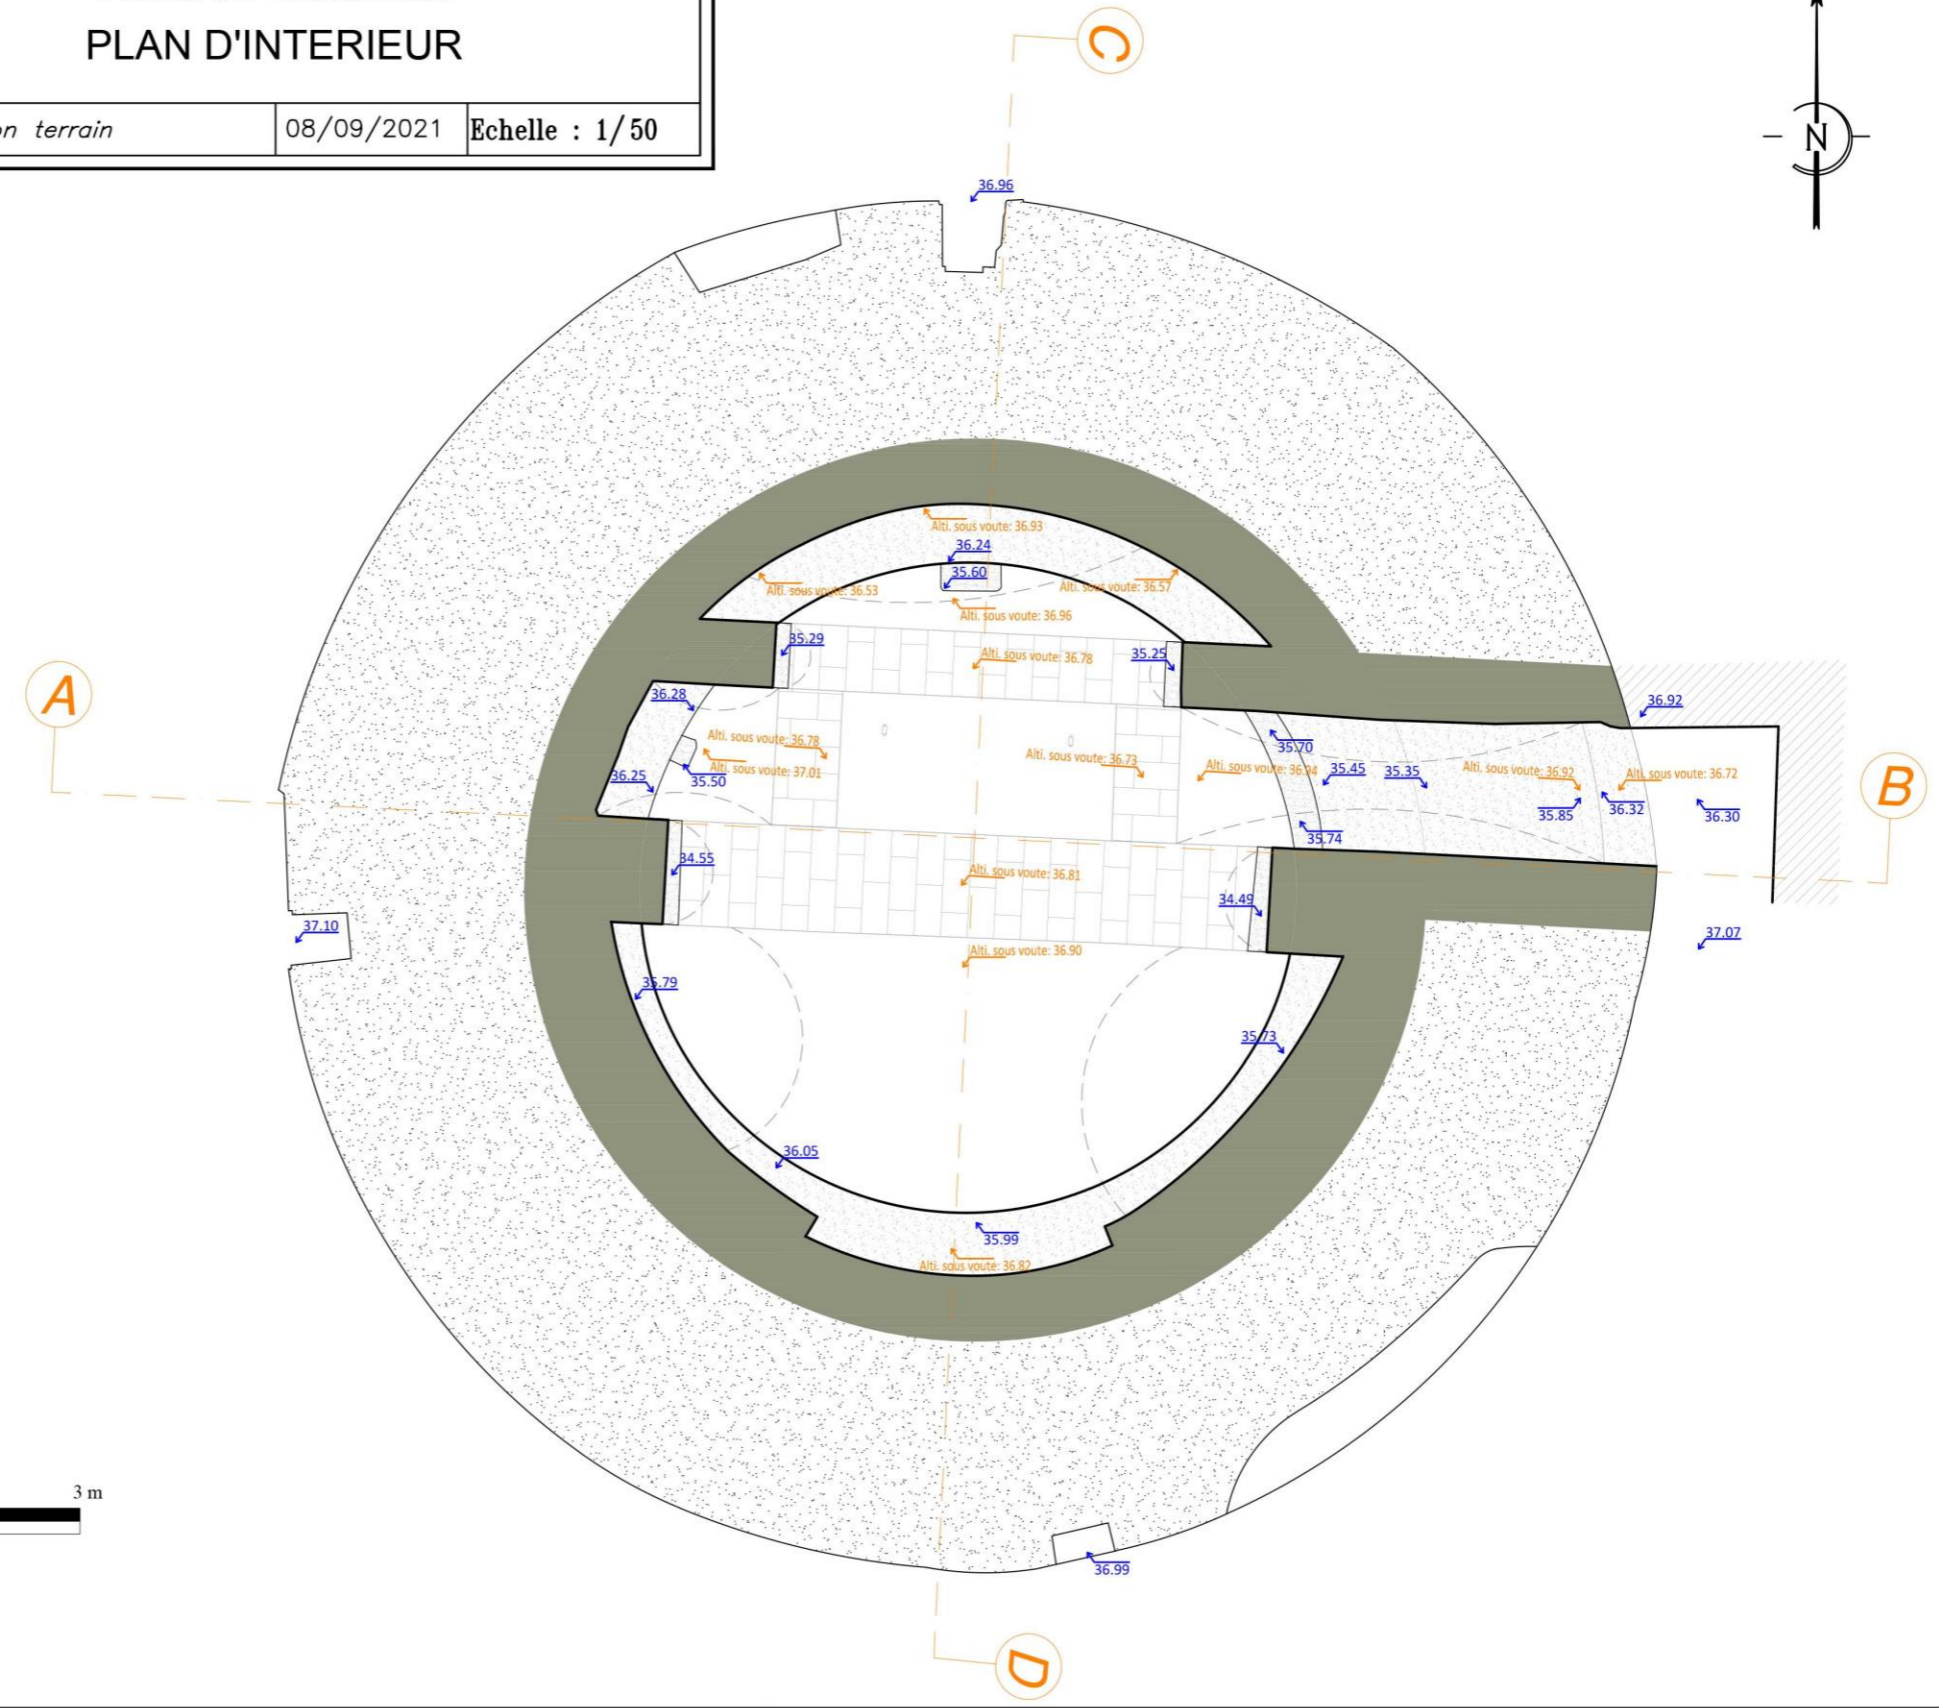 PLAN D'INTERIEUR
on terrain
08/09/2021
Echelle : 1/50
C
N
36.96
Alti. sous voute: 36.93
36.24
35.60
Alti. sous voute: 36.53
Alti. sous voute: 36.57
Alti. sous voute: 36.96
35.29
Alti. sous voute: 36.78
35.25
A
36.28
36.92
Alti. sous voute: 36.78
Alti. sous voute: 37.01
35.50
36.25
Alti. sous voute: 36.73
Alti. sous voute: 36.94
35.70
35.45
35.35
Alti. sous voute: 36.92
Alti. sous voute: 36.72
B
35.85
36.32
36.30
35.74
34.55
Alti. sous voute: 36.81
34.49
37.10
37.07
Alti. sous voute: 36.90
35.79
35.73
36.05
35.99
Alti. sous voute: 36.82
3 m
36.99
D